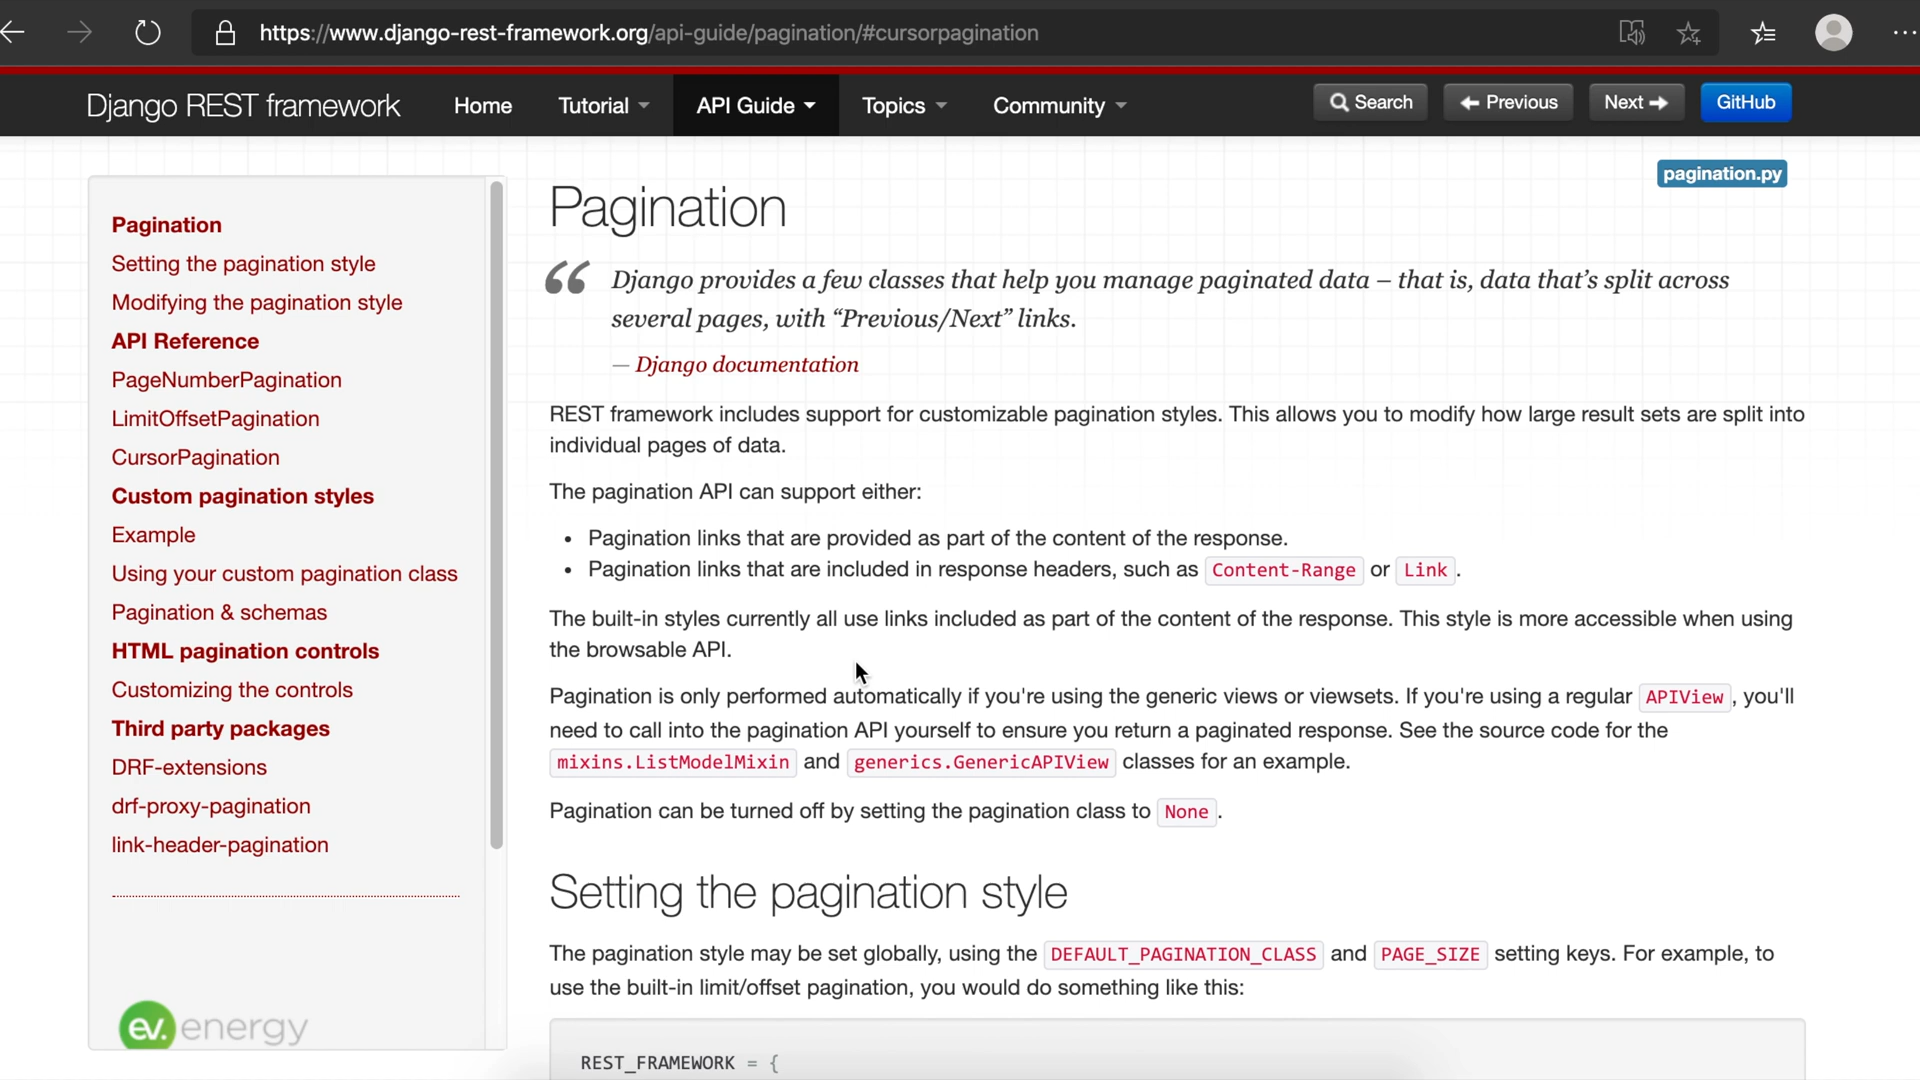 https://www.django-rest-framework.org/api-guide/pagination/#cursorpagination
Django REST framework
Home
Tutorial
API Guide
Topics
Community
Search
Previous
Next
GitHub
pagination.py
Pagination
Setting the pagination style
Modifying the pagination style
API Reference
PageNumberPagination
LimitOffsetPagination
CursorPagination
Custom pagination styles
Example
Using your custom pagination class
Pagination & schemas
HTML pagination controls
Customizing the controls
Third party packages
DRF-extensions
drf-proxy-pagination
link-header-pagination
ev.energy
Pagination
“ Django provides a few classes that help you manage paginated data – that is, data that’s split across
several pages, with “Previous/Next” links.
— Django documentation
REST framework includes support for customizable pagination styles. This allows you to modify how large result sets are split into
individual pages of data.
The pagination API can support either:
• Pagination links that are provided as part of the content of the response.
• Pagination links that are included in response headers, such as Content-Range or Link.
The built-in styles currently all use links included as part of the content of the response. This style is more accessible when using
the browsable API.
Pagination is only performed automatically if you're using the generic views or viewsets. If you're using a regular APIView, you'll
need to call into the pagination API yourself to ensure you return a paginated response. See the source code for the
mixins.ListModelMixin and generics.GenericAPIView classes for an example.
Pagination can be turned off by setting the pagination class to None.
Setting the pagination style
The pagination style may be set globally, using the DEFAULT_PAGINATION_CLASS and PAGE_SIZE setting keys. For example, to
use the built-in limit/offset pagination, you would do something like this:
REST_FRAMEWORK = {